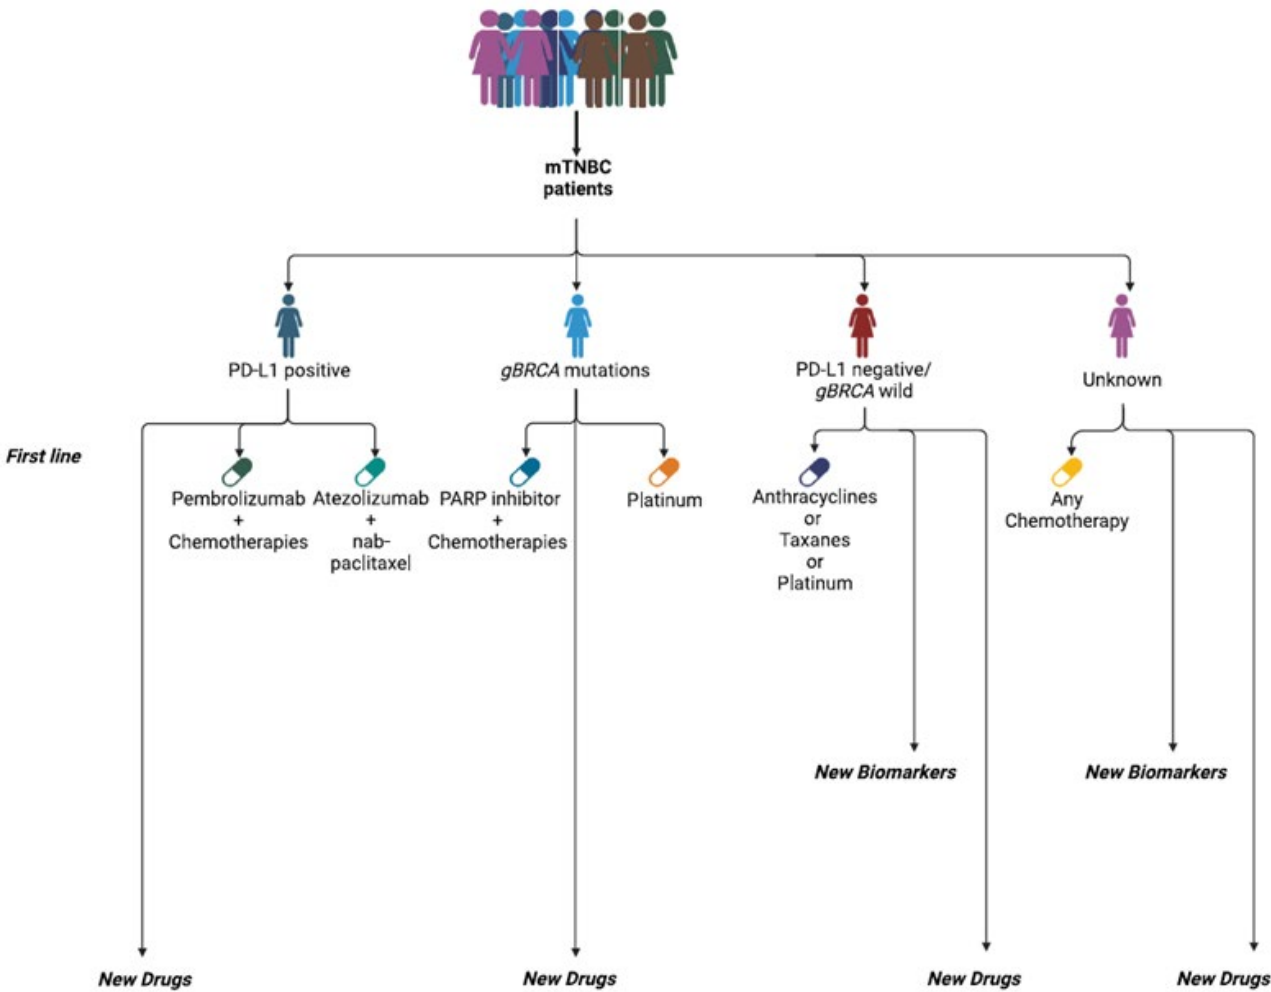 mTNBC
patients
PD-L1 positive
gBRCA mutations
PD-L1 negative/
gBRCA wild
Unknown
First line
Pembrolizumab
+
Chemotherapies
Atezolizumab
+
nab-
paclitaxel
PARP inhibitor
+
Chemotherapies
Platinum
Anthracyclines
or
Taxanes
or
Platinum
Any
Chemotherapy
New Biomarkers
New Biomarkers
New Drugs
New Drugs
New Drugs
New Drugs